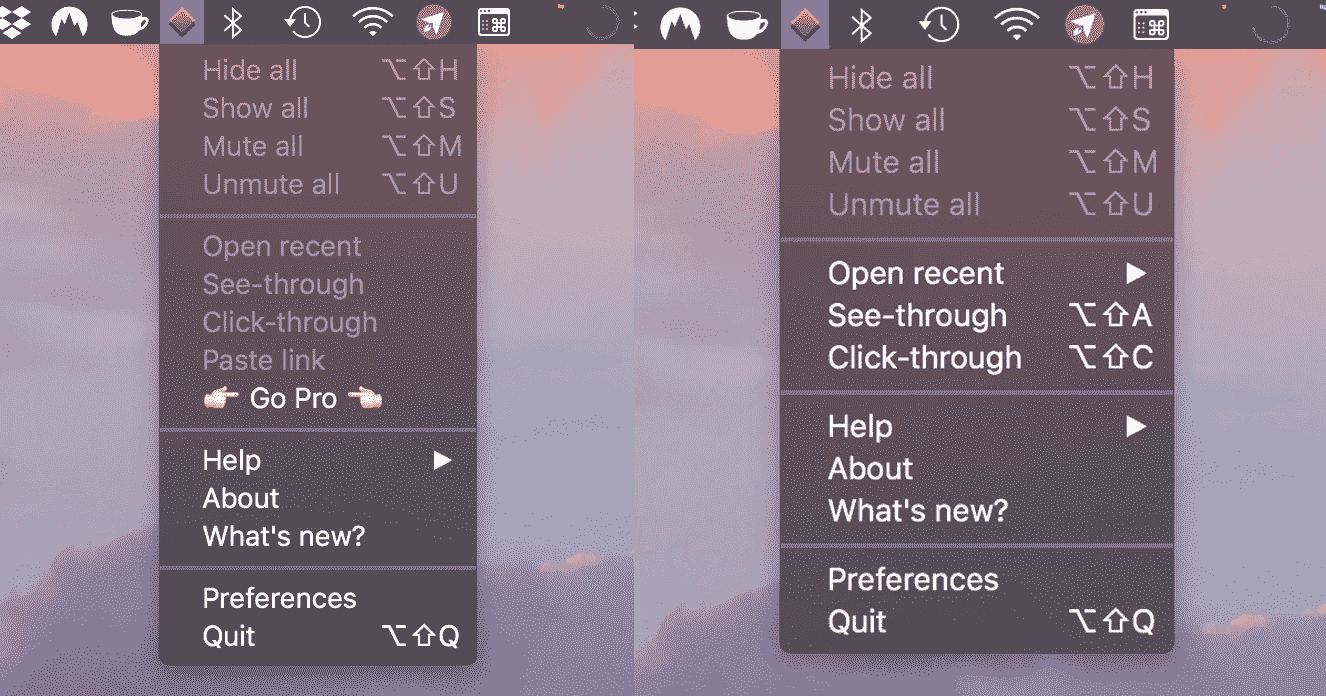 Hide all ⌥⇧H
Show all ⌥⇧S
Mute all ⌥⇧M
Unmute all ⌥⇧U
Open recent
See-through
Click-through
Paste link
👉 Go Pro 👈
Help ▶
About
What's new?
Preferences
Quit ⌥⇧Q
Hide all ⌥⇧H
Show all ⌥⇧S
Mute all ⌥⇧M
Unmute all ⌥⇧U
Open recent ▶
See-through ⌥⇧A
Click-through ⌥⇧C
Help ▶
About
What's new?
Preferences
Quit ⌥⇧Q